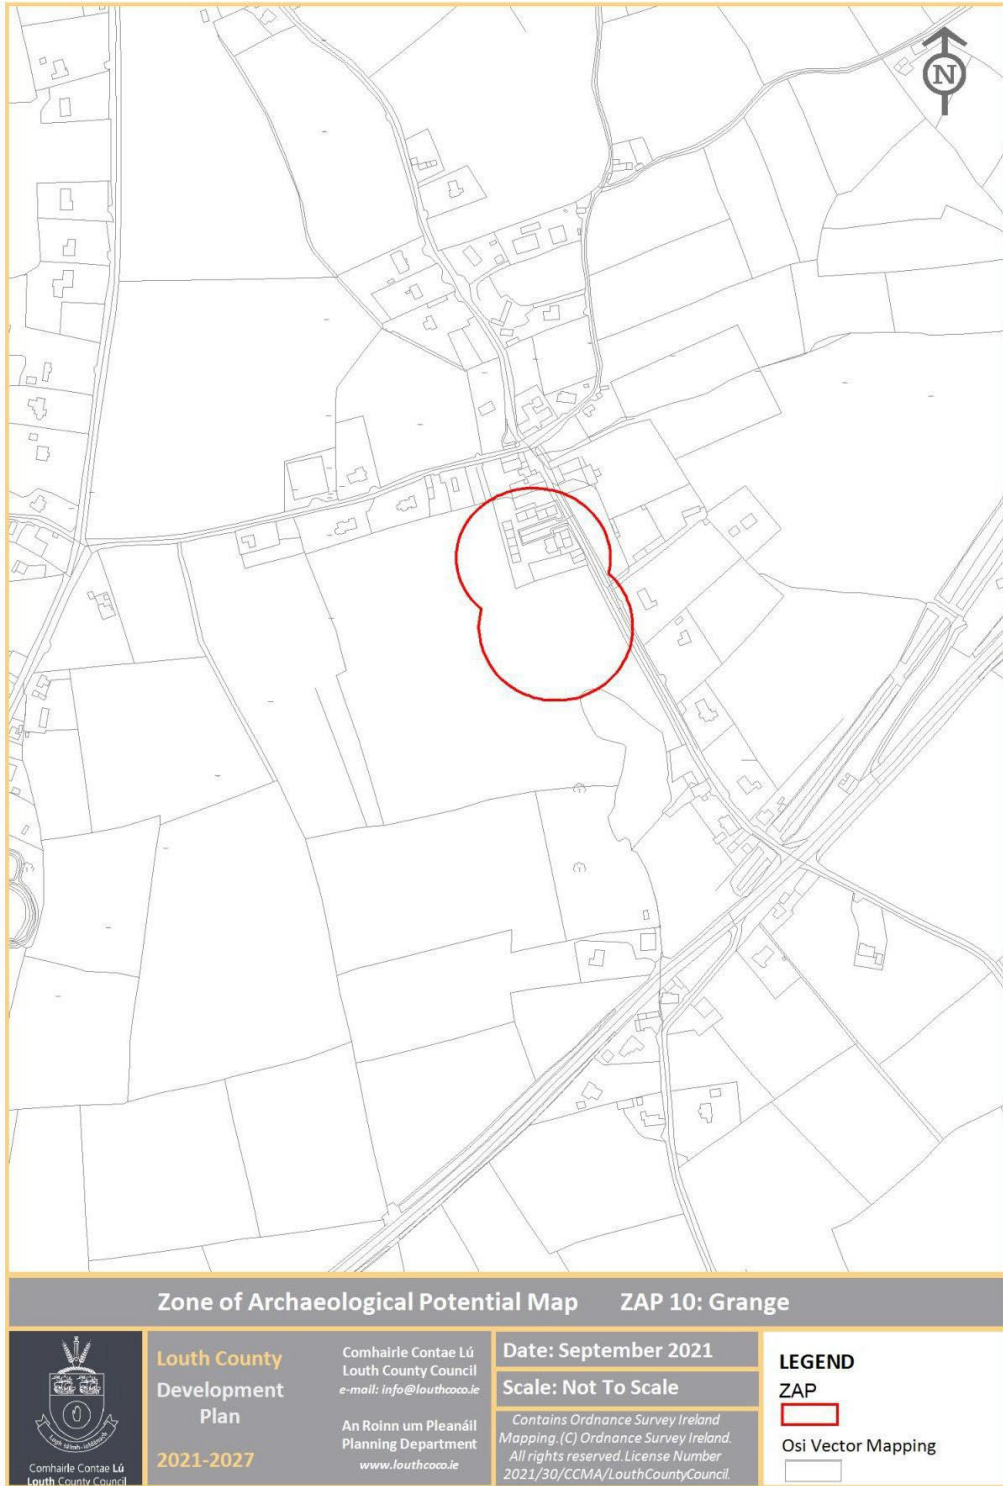 N
Zone of Archaeological Potential Map ZAP 10: Grange
Comhairle Contae Lú
Louth County Council
Louth County
Development
Plan
2021-2027
Comhairle Contae Lú
Louth County Council
e-mail: info@louthcoco.ie
An Roinn um Pleanáil
Planning Department
www.louthcoco.ie
Date: September 2021
Scale: Not To Scale
Contains Ordnance Survey Ireland
Mapping.(C) Ordnance Survey Ireland.
All rights reserved.License Number
2021/30/CCMA/LouthCountyCouncil.
LEGEND
ZAP
Osi Vector Mapping